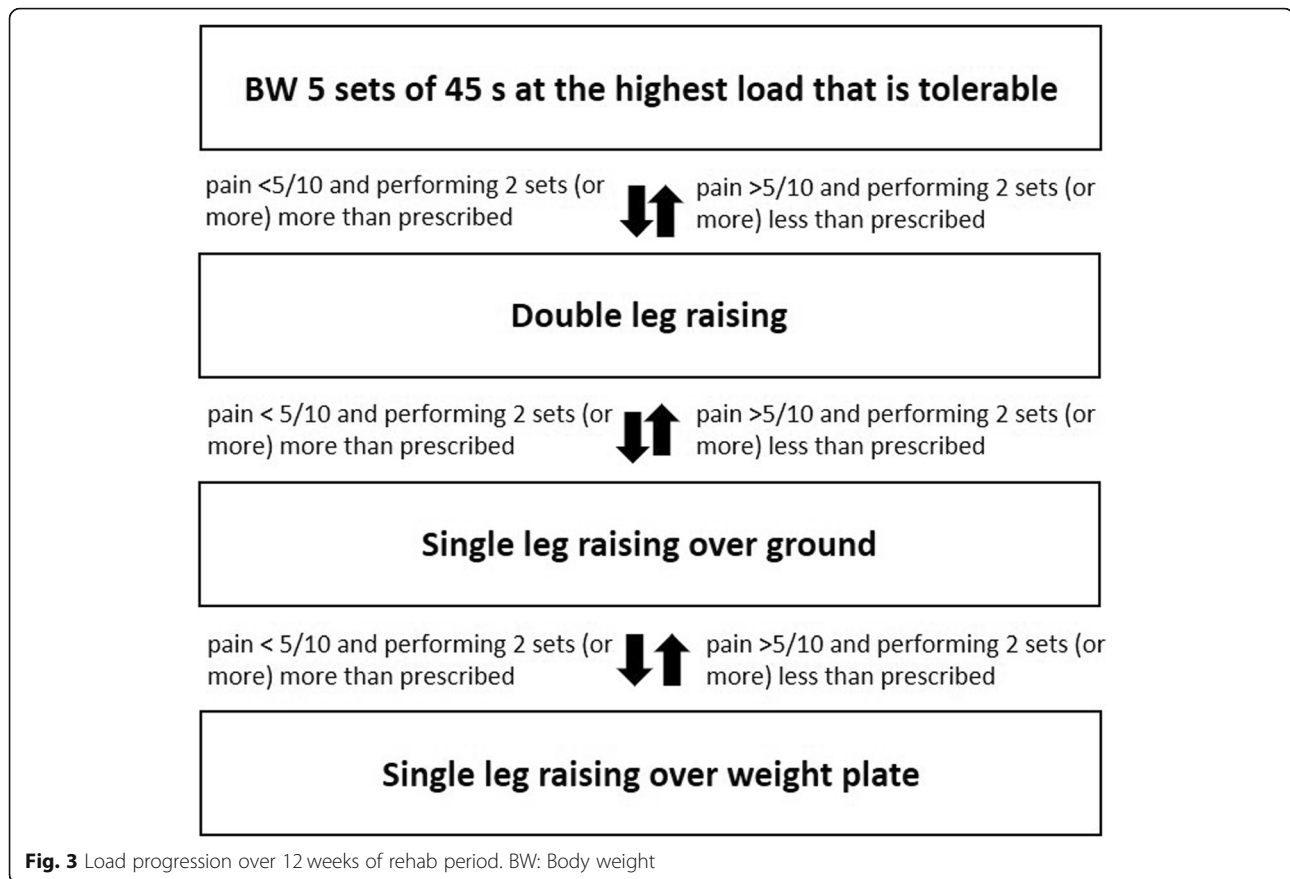 BW 5 sets of 45 s at the highest load that is tolerable
pain <5/10 and performing 2 sets (or
more) more than prescribed
pain >5/10 and performing 2 sets (or
more) less than prescribed
Double leg raising
pain < 5/10 and performing 2 sets (or
more) more than prescribed
pain >5/10 and performing 2 sets (or
more) less than prescribed
Single leg raising over ground
pain < 5/10 and performing 2 sets (or
more) more than prescribed
pain >5/10 and performing 2 sets (or
more) less than prescribed
Single leg raising over weight plate
Fig. 3 Load progression over 12 weeks of rehab period. BW: Body weight